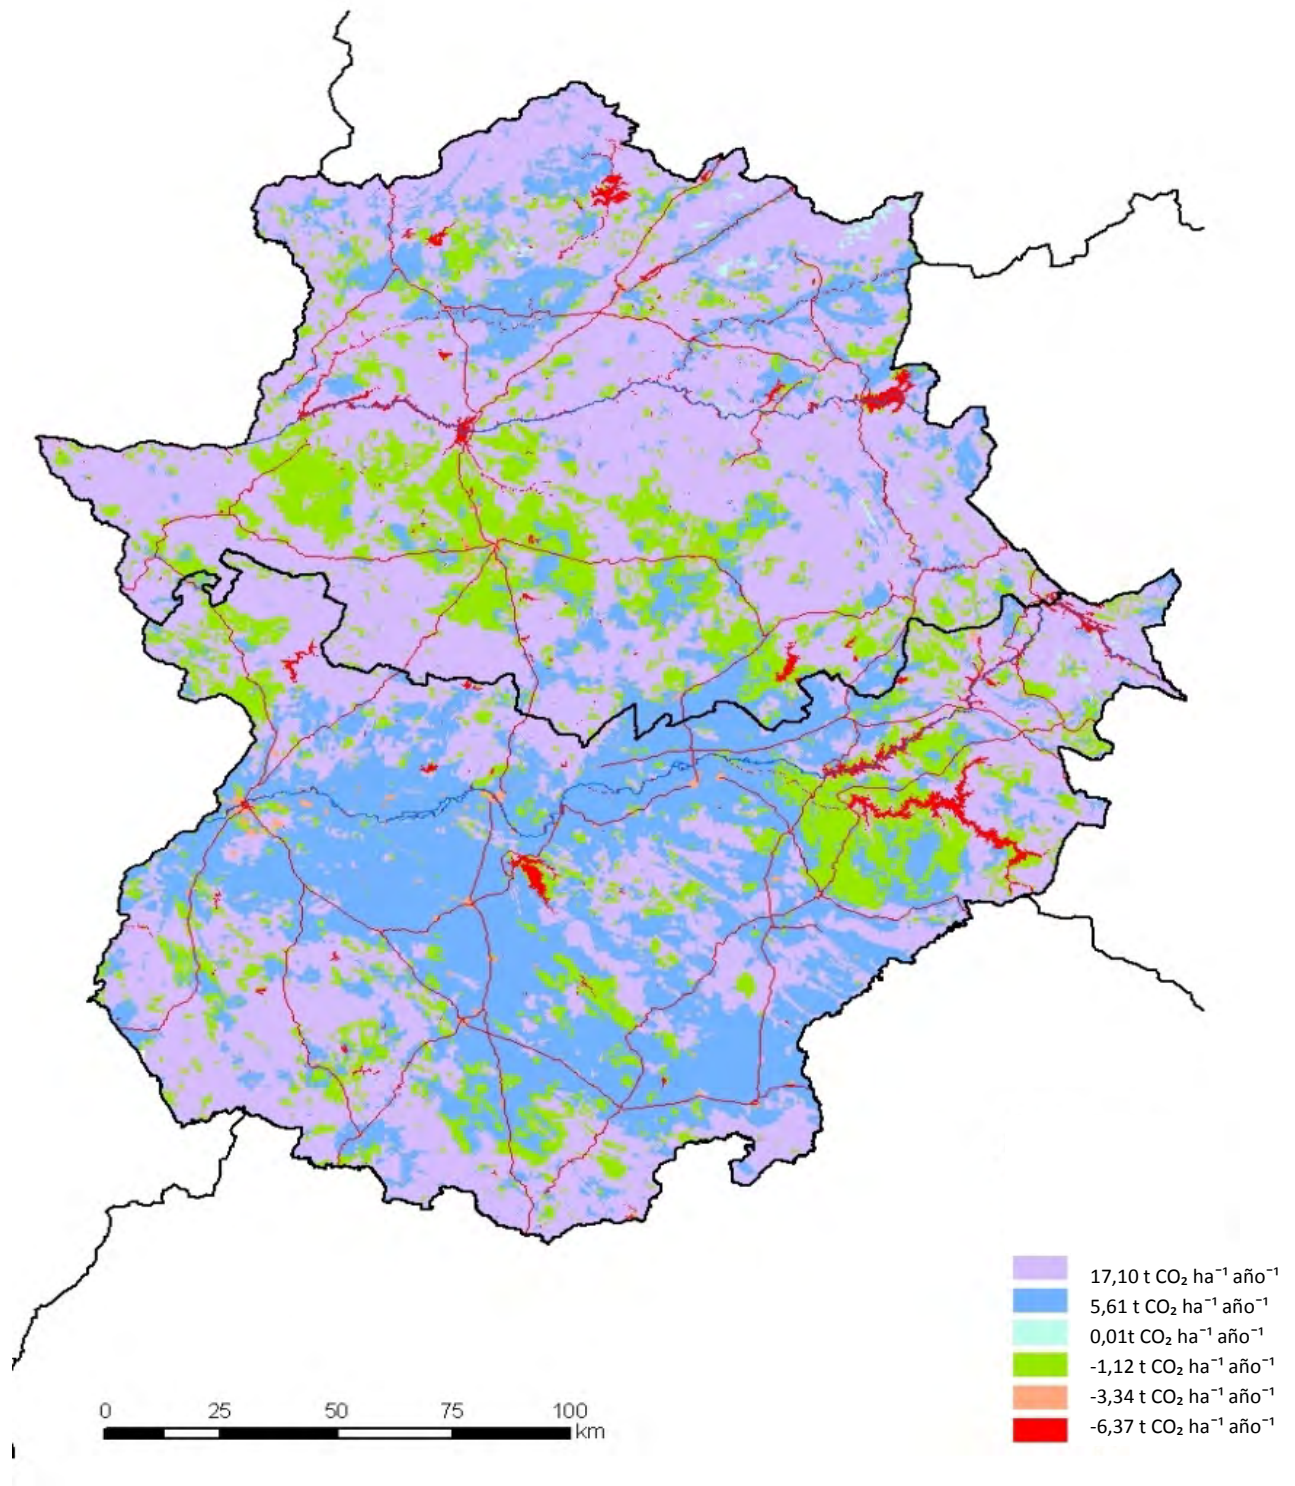 17,10 t CO₂ ha⁻¹ año⁻¹
5,61 t CO₂ ha⁻¹ año⁻¹
0,01t CO₂ ha⁻¹ año⁻¹
-1,12 t CO₂ ha⁻¹ año⁻¹
-3,34 t CO₂ ha⁻¹ año⁻¹
-6,37 t CO₂ ha⁻¹ año⁻¹
0 25 50 75 100
km